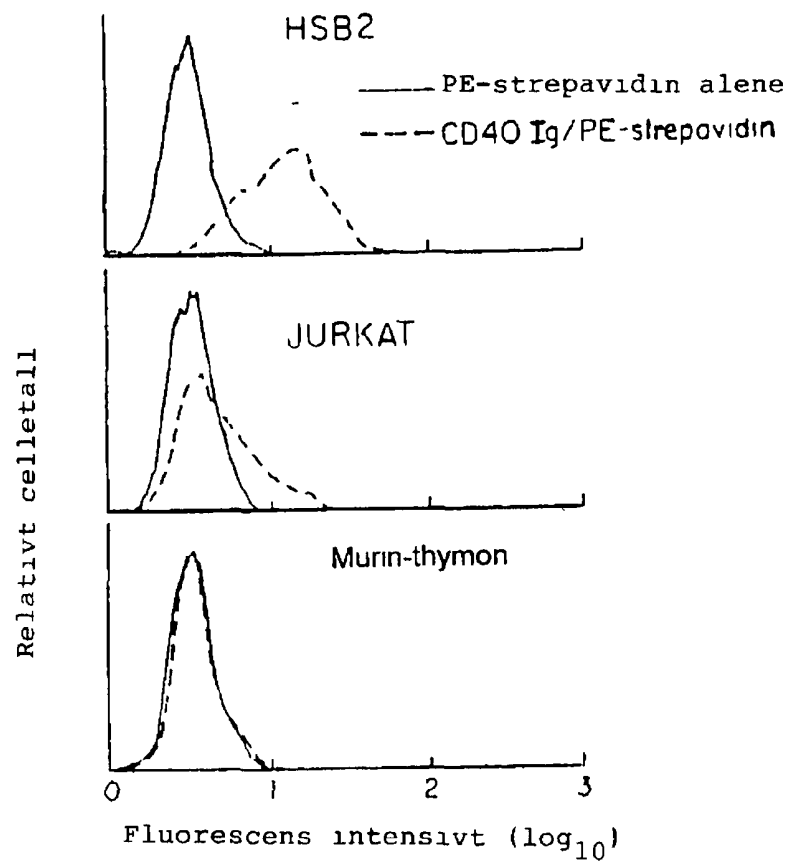 HSB2
PE-strepavidin alene
CD40 Ig/PE-strepavidin
JURKAT
Relativt celletall
Murin-thymon
0 1 2 3
Fluorescens intensivt (log10)